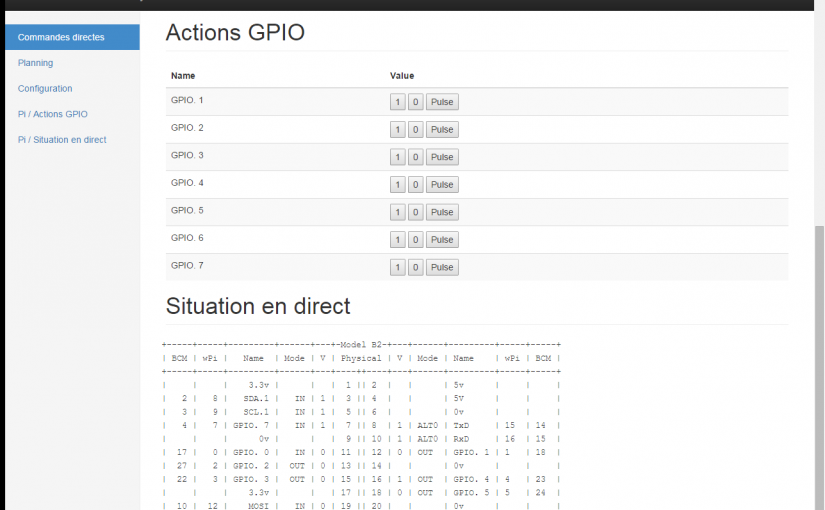 Commandes directes
Planning
Configuration
Pi / Actions GPIO
Pi / Situation en direct
Actions GPIO
Name Value
GPIO. 1 1 0 Pulse
GPIO. 2 1 0 Pulse
GPIO. 3 1 0 Pulse
GPIO. 4 1 0 Pulse
GPIO. 5 1 0 Pulse
GPIO. 6 1 0 Pulse
GPIO. 7 1 0 Pulse
Situation en direct
+-----+-----+---------+------+---+-Model B2-+---+------+---------+-----+-----+
| BCM | wPi |   Name  | Mode | V | Physical | V | Mode | Name    | wPi | BCM |
+-----+-----+---------+------+---+----++----+---+------+---------+-----+-----+
|     |     |    3.3v |      |   |  1 || 2  |   |      | 5v      |     |     |
|   2 |   8 |   SDA.1 |   IN | 1 |  3 || 4  |   |      | 5V      |     |     |
|   3 |   9 |   SCL.1 |   IN | 1 |  5 || 6  |   |      | 0v      |     |     |
|   4 |   7 | GPIO. 7 |   IN | 1 |  7 || 8  | 1 | ALT0 | TxD     | 15  | 14  |
|     |     |      0v |      |   |  9 || 10 | 1 | ALT0 | RxD     | 16  | 15  |
|  17 |   0 | GPIO. 0 |   IN | 0 | 11 || 12 | 0 | OUT  | GPIO. 1 | 1   | 18  |
|  27 |   2 | GPIO. 2 |  OUT | 0 | 13 || 14 |   |      | 0v      |     |     |
|  22 |   3 | GPIO. 3 |  OUT | 0 | 15 || 16 | 1 | OUT  | GPIO. 4 | 4   | 23  |
|     |     |    3.3v |      |   | 17 || 18 | 0 | OUT  | GPIO. 5 | 5   | 24  |
|  10 |  12 |    MOSI |   IN | 0 | 19 || 20 |   |      | 0v      |     |     |